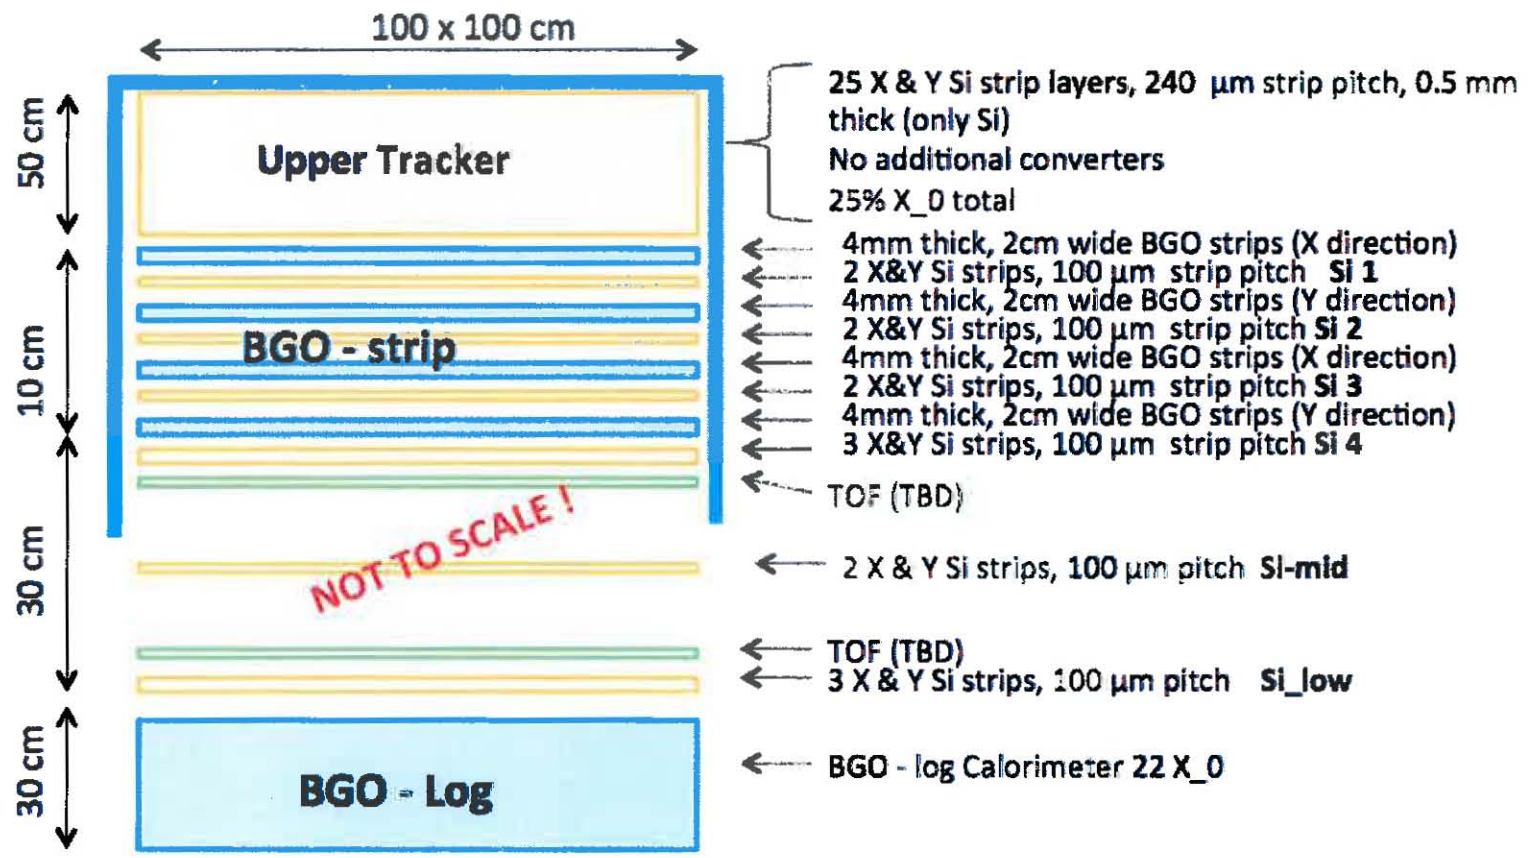 100 x 100 cm
50 cm
10 cm
30 cm
30 cm
Upper Tracker
BGO - strip
NOT TO SCALE !
BGO - Log
25 X & Y Si strip layers, 240 μm strip pitch, 0.5 mm
thick (only Si)
No additional converters
25% X_0 total
4mm thick, 2cm wide BGO strips (X direction)
2 X&Y Si strips, 100 μm strip pitch Si 1
4mm thick, 2cm wide BGO strips (Y direction)
2 X&Y Si strips, 100 μm strip pitch Si 2
4mm thick, 2cm wide BGO strips (X direction)
2 X&Y Si strips, 100 μm strip pitch Si 3
4mm thick, 2cm wide BGO strips (Y direction)
3 X&Y Si strips, 100 μm strip pitch Si 4
TOF (TBD)
2 X & Y Si strips, 100 μm pitch Si-mid
TOF (TBD)
3 X & Y Si strips, 100 μm pitch Si_low
BGO - log Calorimeter 22 X_0